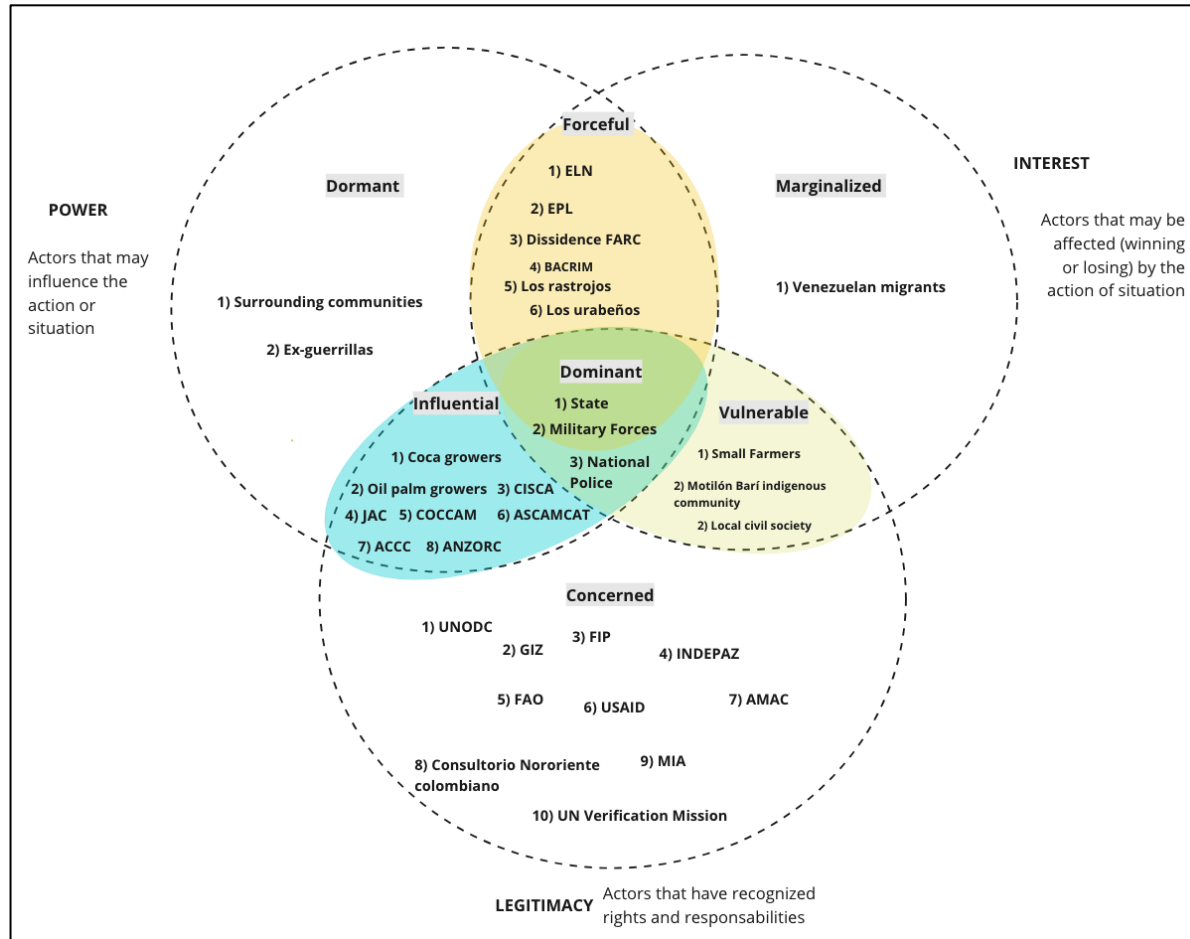 Forceful
1) ELN
2) EPL
3) Dissidence FARC
4) BACRIM
5) Los rastrojos
6) Los urabeños
Dormant
1) Surrounding communities
2) Ex-guerrillas
POWER
Actors that may
influence the
action or
situation
Marginalized
1) Venezuelan migrants
INTEREST
Actors that may be
affected (winning
or losing) by the
action of situation
Dominant
1) State
2) Military Forces
3) National
Police
Influential
1) Coca growers
2) Oil palm growers 3) CISCA
4) JAC 5) COCCAM 6) ASCAMCAT
7) ACCC 8) ANZORC
Vulnerable
1) Small Farmers
2) Motilón Barí indigenous
community
2) Local civil society
Concerned
1) UNODC
2) GIZ
3) FIP
4) INDEPAZ
5) FAO
6) USAID
7) AMAC
8) Consultorio Nororiente
colombiano
9) MIA
10) UN Verification Mission
LEGITIMACY
Actors that have recognized
rights and responsabilities